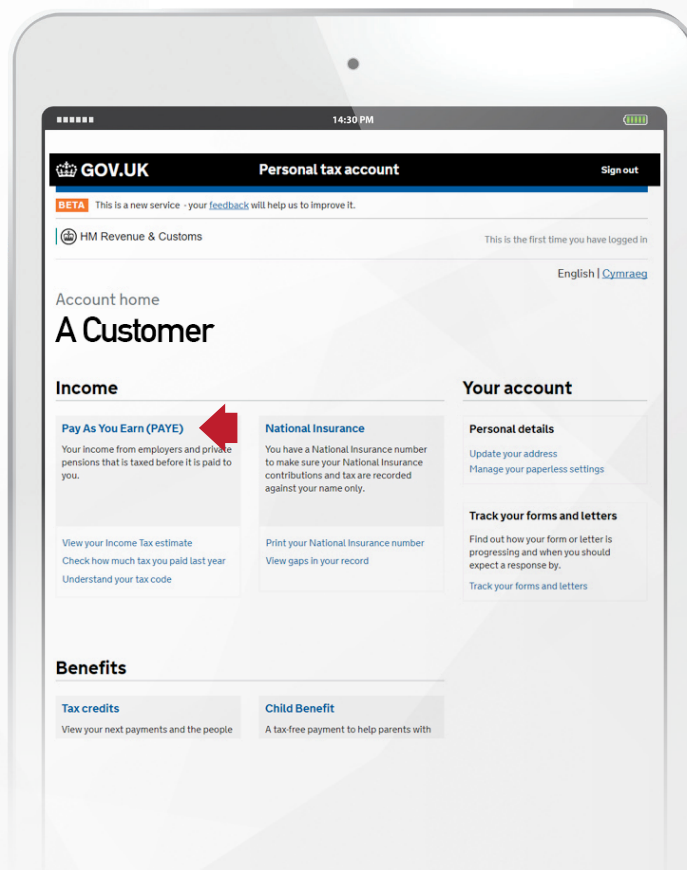 14:30 PM
GOV.UK Personal tax account Sign out
BETA This is a new service - your feedback will help us to improve it.
HM Revenue & Customs
This is the first time you have logged in
English | Cymraeg
Account home
A Customer
Income
Pay As You Earn (PAYE)
Your income from employers and private
pensions that is taxed before it is paid to
you.
View your Income Tax estimate
Check how much tax you paid last year
Understand your tax code
National Insurance
You have a National Insurance number
to make sure your National Insurance
contributions and tax are recorded
against your name only.
Print your National Insurance number
View gaps in your record
Your account
Personal details
Update your address
Manage your paperless settings
Track your forms and letters
Find out how your form or letter is
progressing and when you should
expect a response by.
Track your forms and letters
Benefits
Tax credits
View your next payments and the people
Child Benefit
A tax-free payment to help parents with